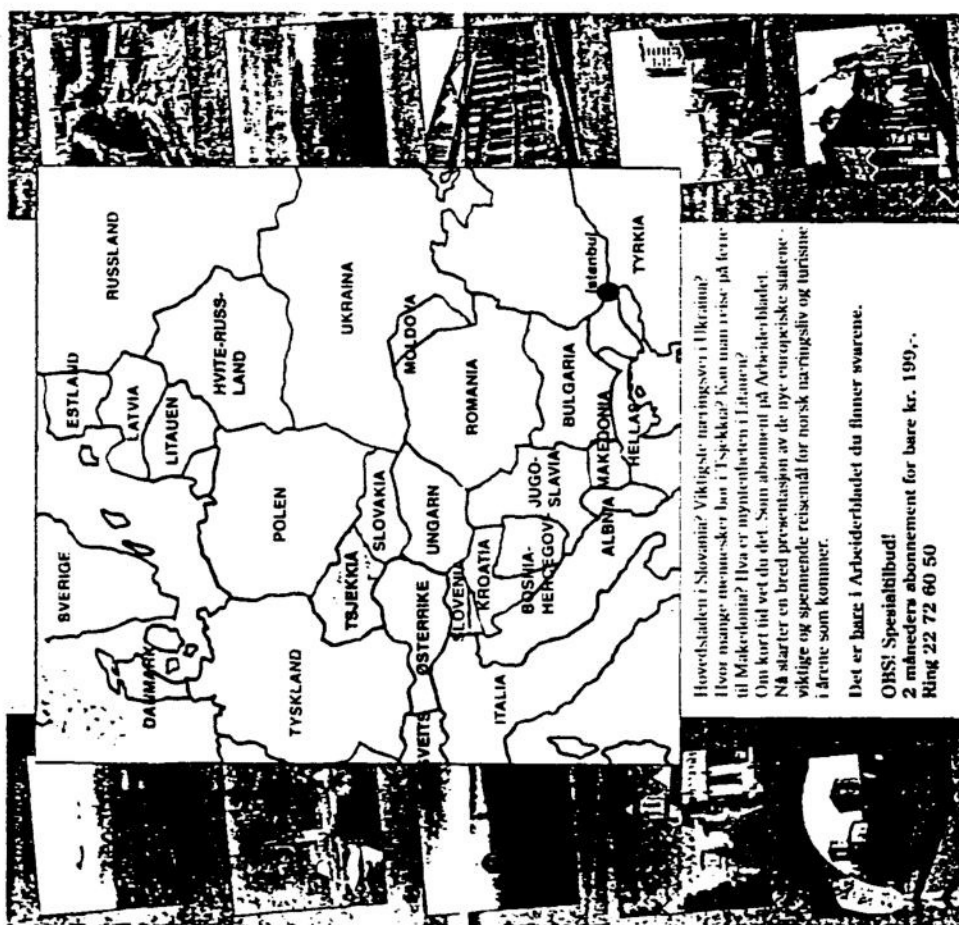 RUSSLAND
ESTLAND
LATVIA
LITAUEN
HVITE-RUSS-
LAND
SVERIGE
DANMARK
POLEN
UKRAINA
TYSKLAND
TSJEKKIA
SLOVAKIA
MOLDOVA
ØSTERRIKE
UNGARN
ROMANIA
SVEITS
SLOVENIA
KROATIA
BOSNIA-
HERCEGOV
JUGO-
SLAVIA
BULGARIA
ITALIA
ALBNIA
MAKEDONIA
HELLAS
Istanbul
TYRKIA
Hovedstaden i Slovania? Viktigste næringsvei i Ukraina?
Hvor mange mennesker bor i Tsjekkia? Kan man reise på ferie
til Makedonia? Hva er myntenheten i Litauen?
Om kort tid vet du det. Som abonnent på Arbeiderbladet.
Nå starter en bred presentasjon av de nye europeiske statene -
viktige og spennende reisemål for norsk næringsliv og turisme
i årene som kommer.
Det er bare i Arbeiderbladet du finner svarene.
OBS! Spesialtilbud!
2 måneders abonnement for bare kr. 199,-.
Ring 22 72 60 50